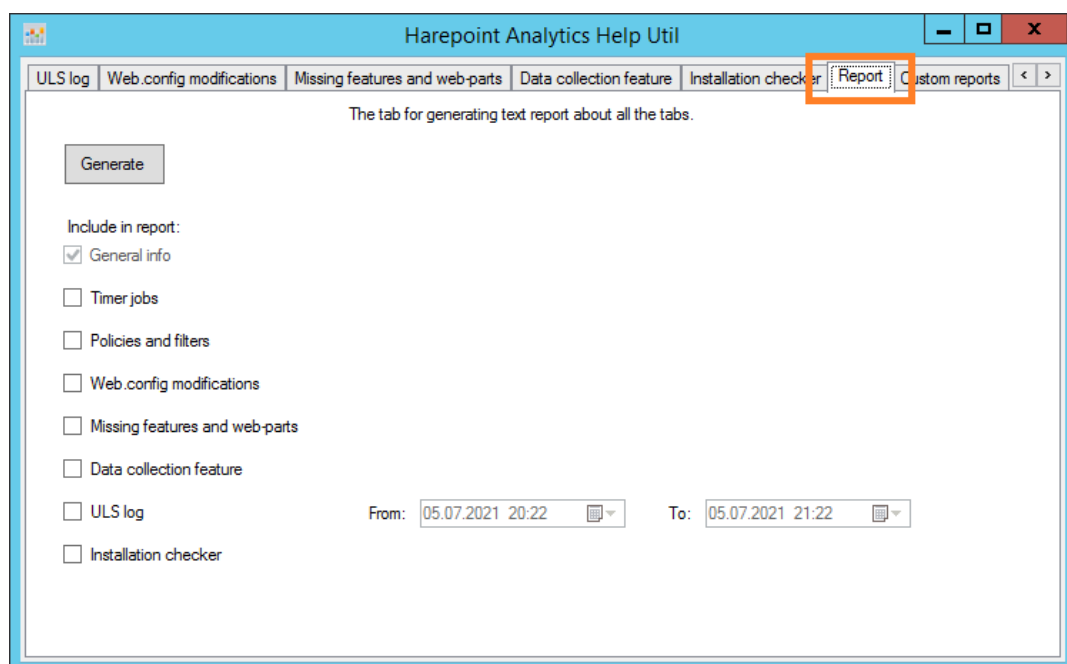 Harepoint Analytics Help Util
ULS log Web.config modifications Missing features and web-parts Data collection feature Installation checker Report Custom reports
The tab for generating text report about all the tabs.
Generate
Include in report:
General info
Timer jobs
Policies and filters
Web.config modifications
Missing features and web-parts
Data collection feature
ULS log From: 05.07.2021 20:22 To: 05.07.2021 21:22
Installation checker